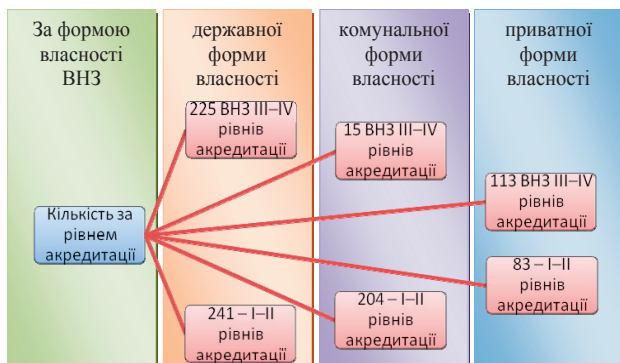 За формою
власності
ВНЗ
державної
форми
власності
комунальної
форми
власності
приватної
форми
власності
225 ВНЗ III–IV
рівнів
акредитації
15 ВНЗ III–IV
рівнів
акредитації
113 ВНЗ III–IV
рівнів
акредитації
Кількість за
рівнем
акредитації
83 – I–II
рівнів
акредитації
241 – I–II
рівнів
акредитації
204 – I–II
рівнів
акредитації